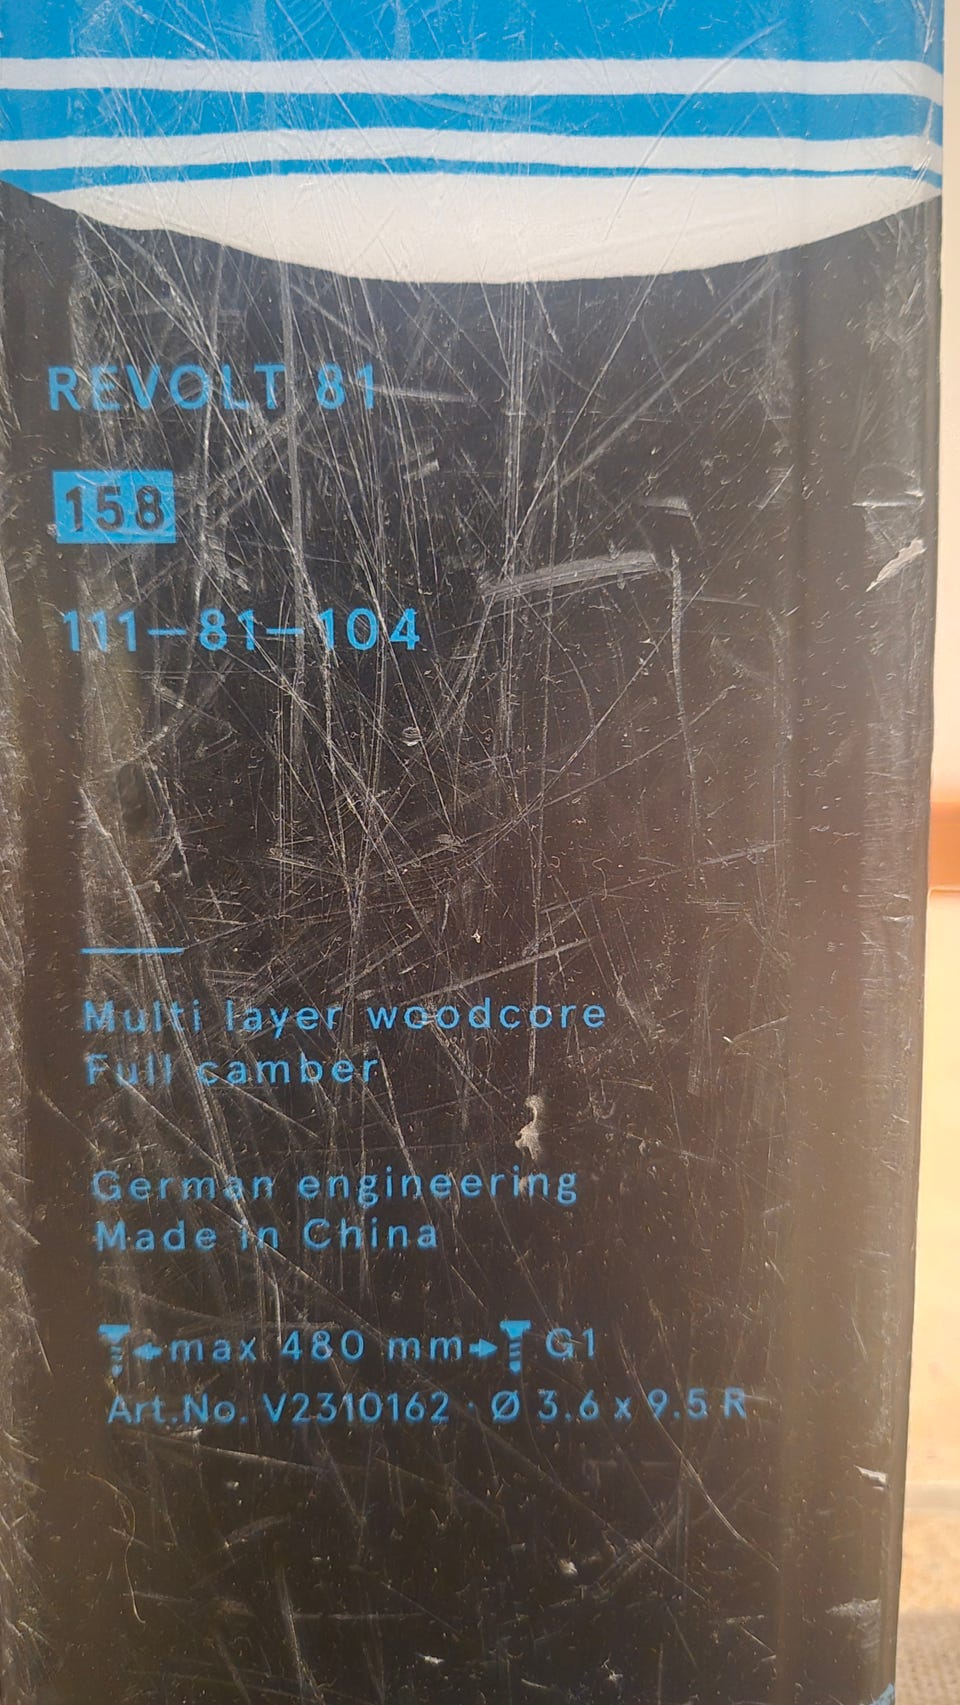 REVOLT 81
158
111-81-104
Multi layer woodcore
Full camber
German engineering
Made in China
max 480 mm G1
Art.No. V2310162 · Ø 3.6 x 9.5 R